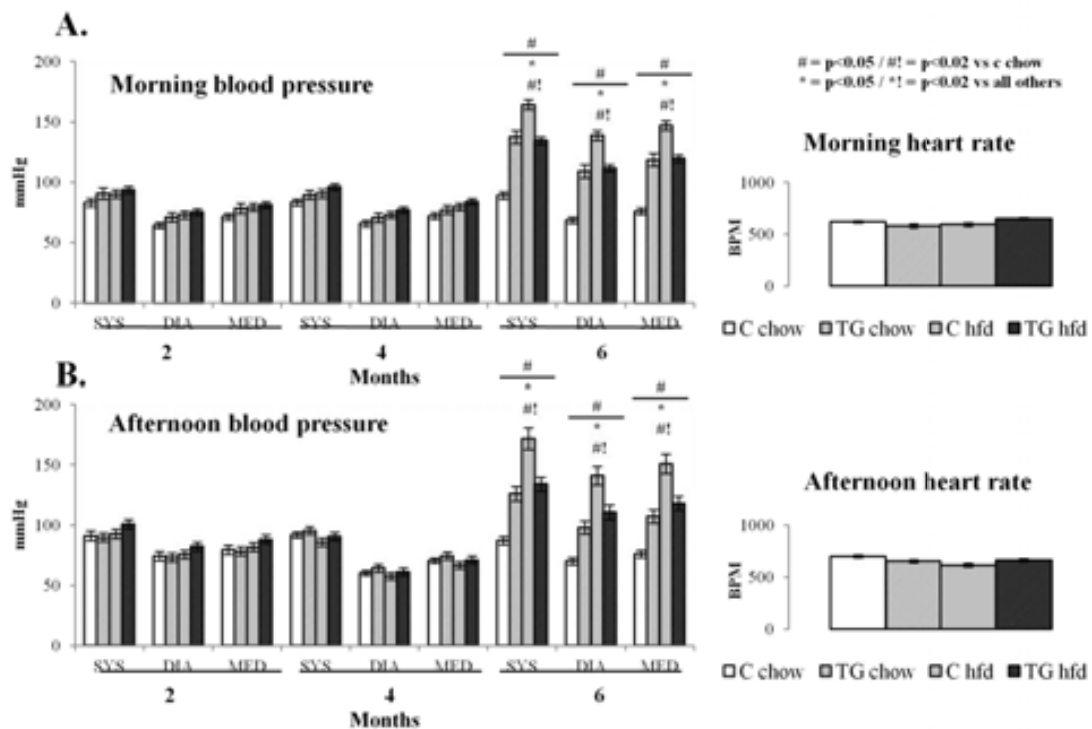 A.
Morning blood pressure
mmHg
200
150
100
50
0
#
*
#!
#
*
#!
#
*
#!
SYS DIA MED SYS DIA MED SYS DIA MED
2 4 6
Months
# = p<0.05 / #! = p<0.02 vs c chow
* = p<0.05 / *! = p<0.02 vs all others
Morning heart rate
BPM
1000
500
0
C chow TG chow C hfd TG hfd
B.
Afternoon blood pressure
mmHg
200
150
100
50
0
#
*
#!
#
*
#!
#
*
#!
SYS DIA MED SYS DIA MED SYS DIA MED
2 4 6
Months
Afternoon heart rate
BPM
1000
500
0
C chow TG chow C hfd TG hfd